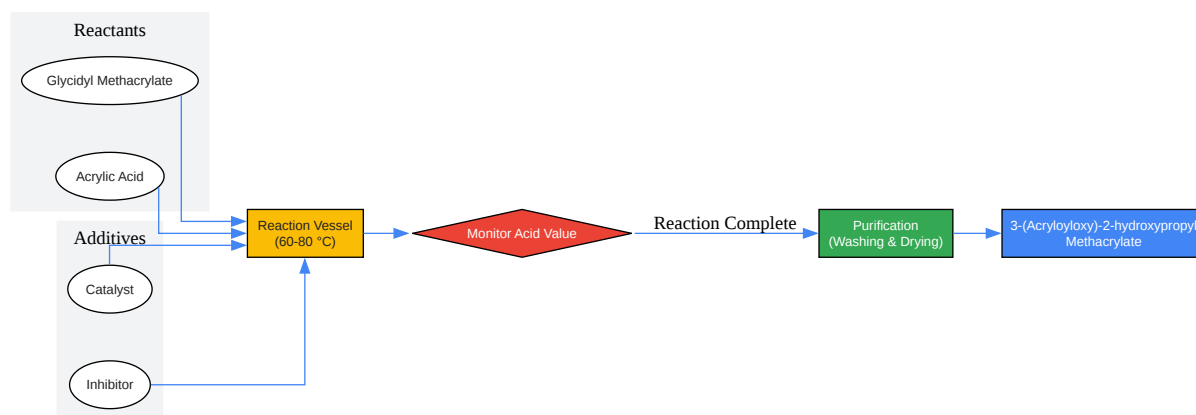 Reactants
Glycidyl Methacrylate
Acrylic Acid
Additives
Catalyst
Inhibitor
Reaction Vessel
(60-80 °C)
Monitor Acid Value
Reaction Complete
Purification
(Washing & Drying)
3-(Acryloyloxy)-2-hydroxypropyl
Methacrylate